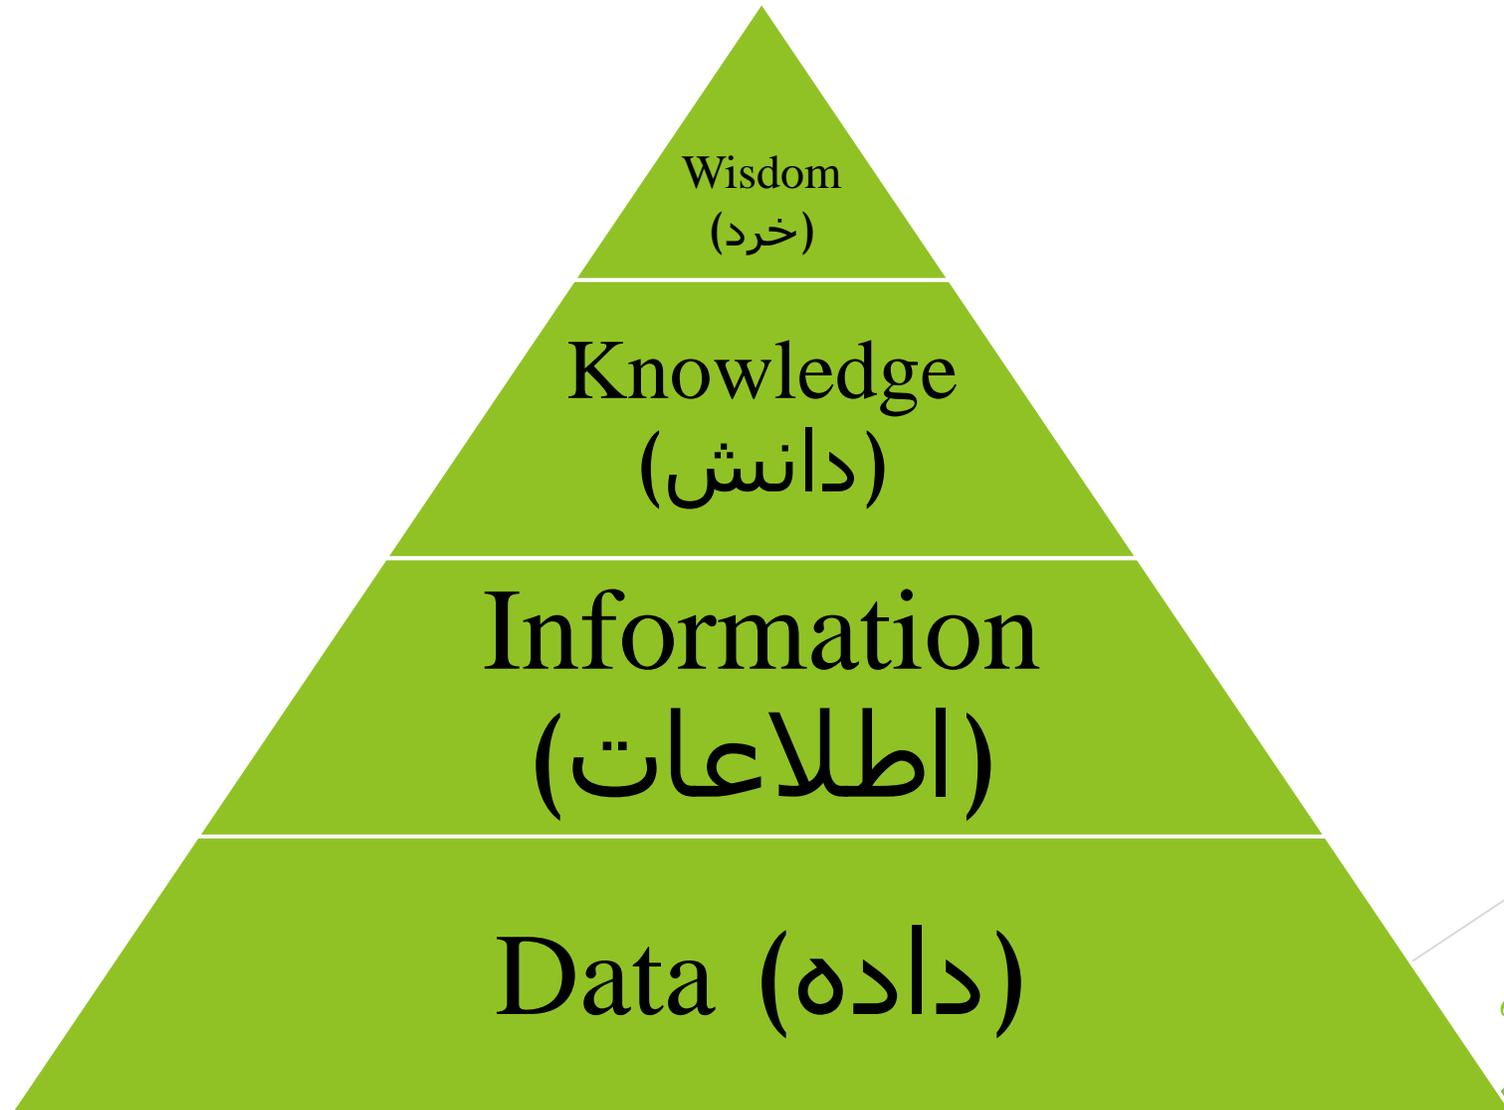 Wisdom
(خرد)
Knowledge
(دانش)
Information
(اطلاعات)
Data (داده)